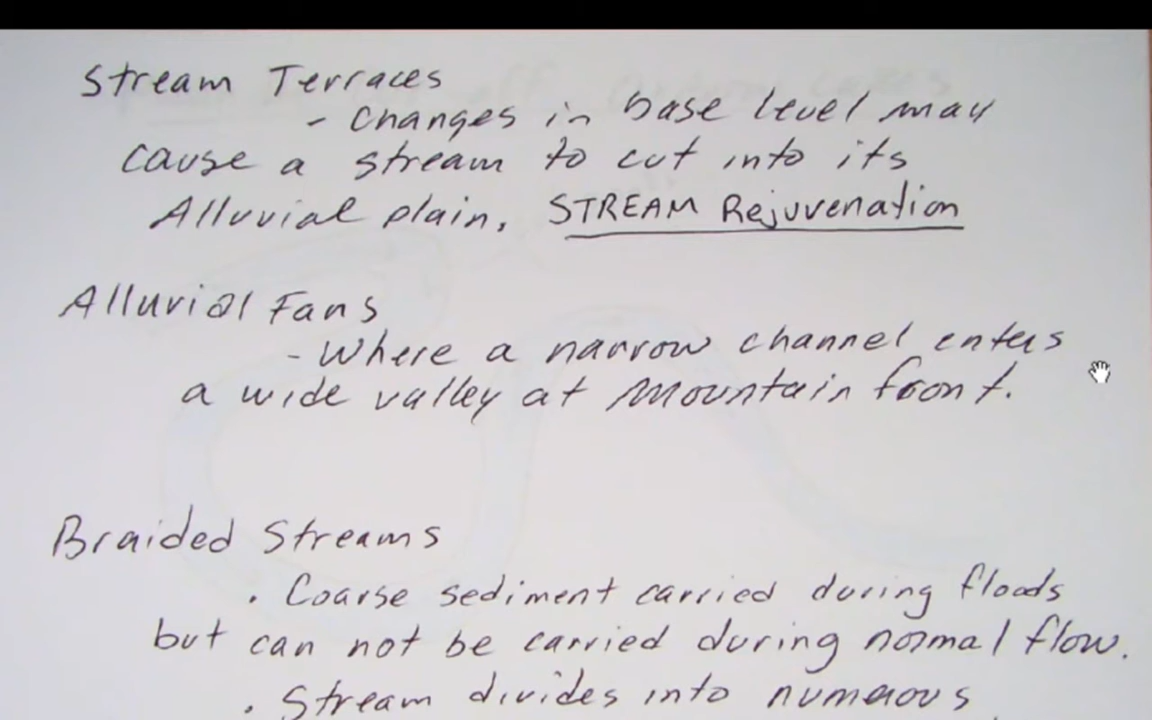 Stream Terraces
- Changes in base level may
cause a stream to cut into its
Alluvial plain, STREAM Rejuvenation
Alluvial Fans
- Where a narrow channel enters
a wide valley at mountain front.
Braided Streams
. Coarse sediment carried during floods
but can not be carried during normal flow.
. Stream divides into numerous